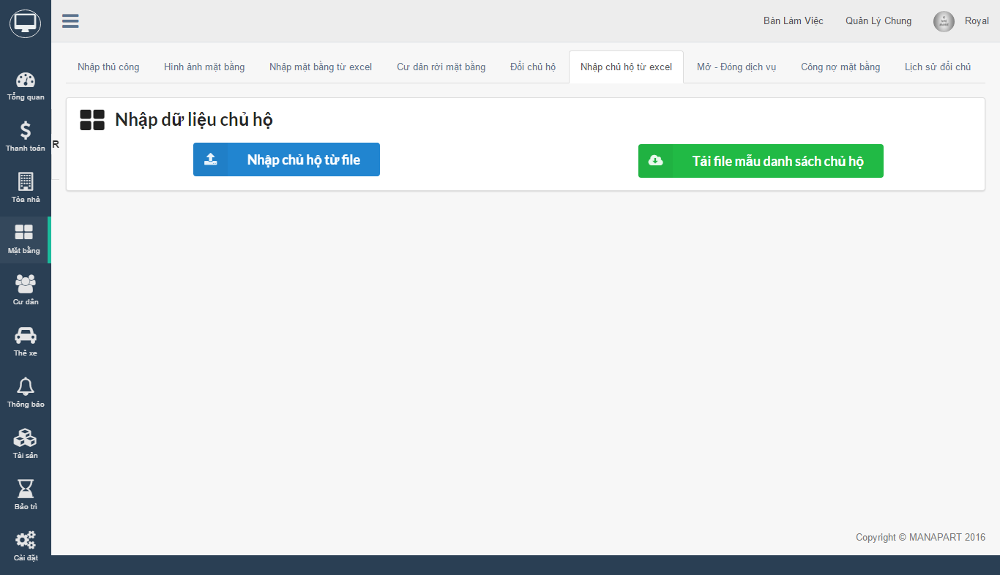 Bàn Làm Việc
Quản Lý Chung
Royal
Nhập thủ công
Hình ảnh mặt bằng
Nhập mặt bằng từ excel
Cư dân rời mặt bằng
Đổi chủ hộ
Nhập chủ hộ từ excel
Mở - Đóng dịch vụ
Công nợ mặt bằng
Lịch sử đổi chủ
Nhập dữ liệu chủ hộ
Nhập chủ hộ từ file
Tải file mẫu danh sách chủ hộ
R
Tổng quan
Thanh toán
Tòa nhà
Mặt bằng
Cư dân
Thẻ xe
Thông báo
Tài sản
Bảo trì
Cài đặt
Copyright © MANAPART 2016